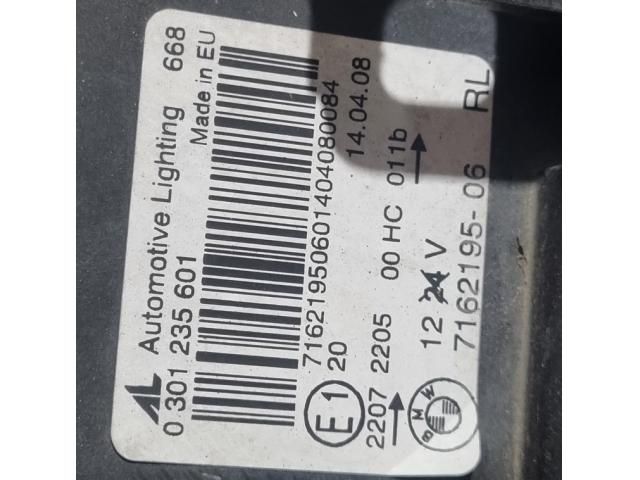 AL Automotive Lighting 668
0 301 235 601 Made in EU
71621950601404080084
E1 20 14.04.08
2207 2205 00 HC 011b
12 24 V
BMW 7162195-06 RL